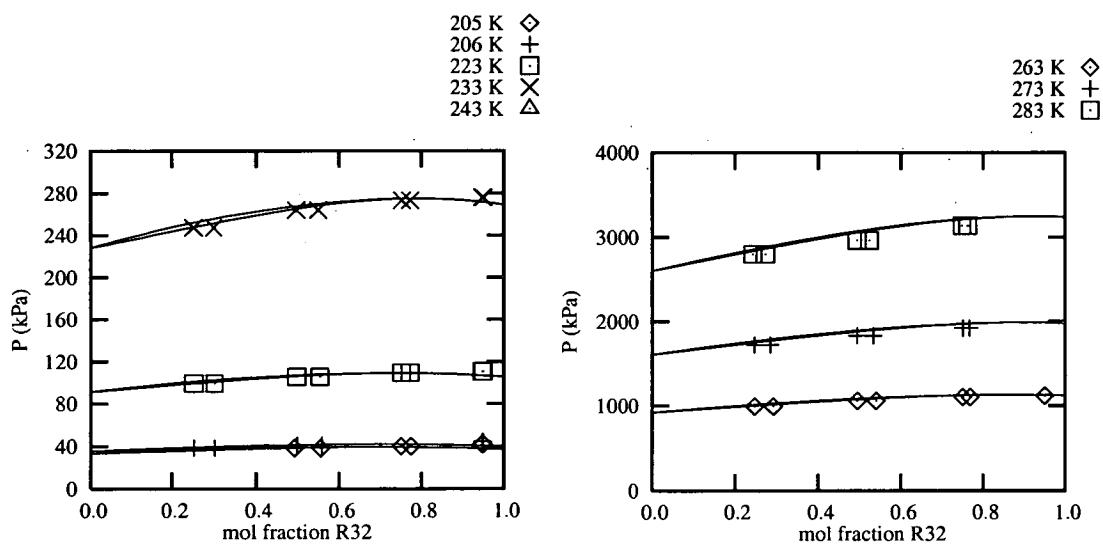 205 K
206 K
223 K
233 K
243 K
320
280
240
200
160
120
80
40
0
P (kPa)
0.0 0.2 0.4 0.6 0.8 1.0
mol fraction R32
263 K
273 K
283 K
4000
3000
2000
1000
0
P (kPa)
0.0 0.2 0.4 0.6 0.8 1.0
mol fraction R32